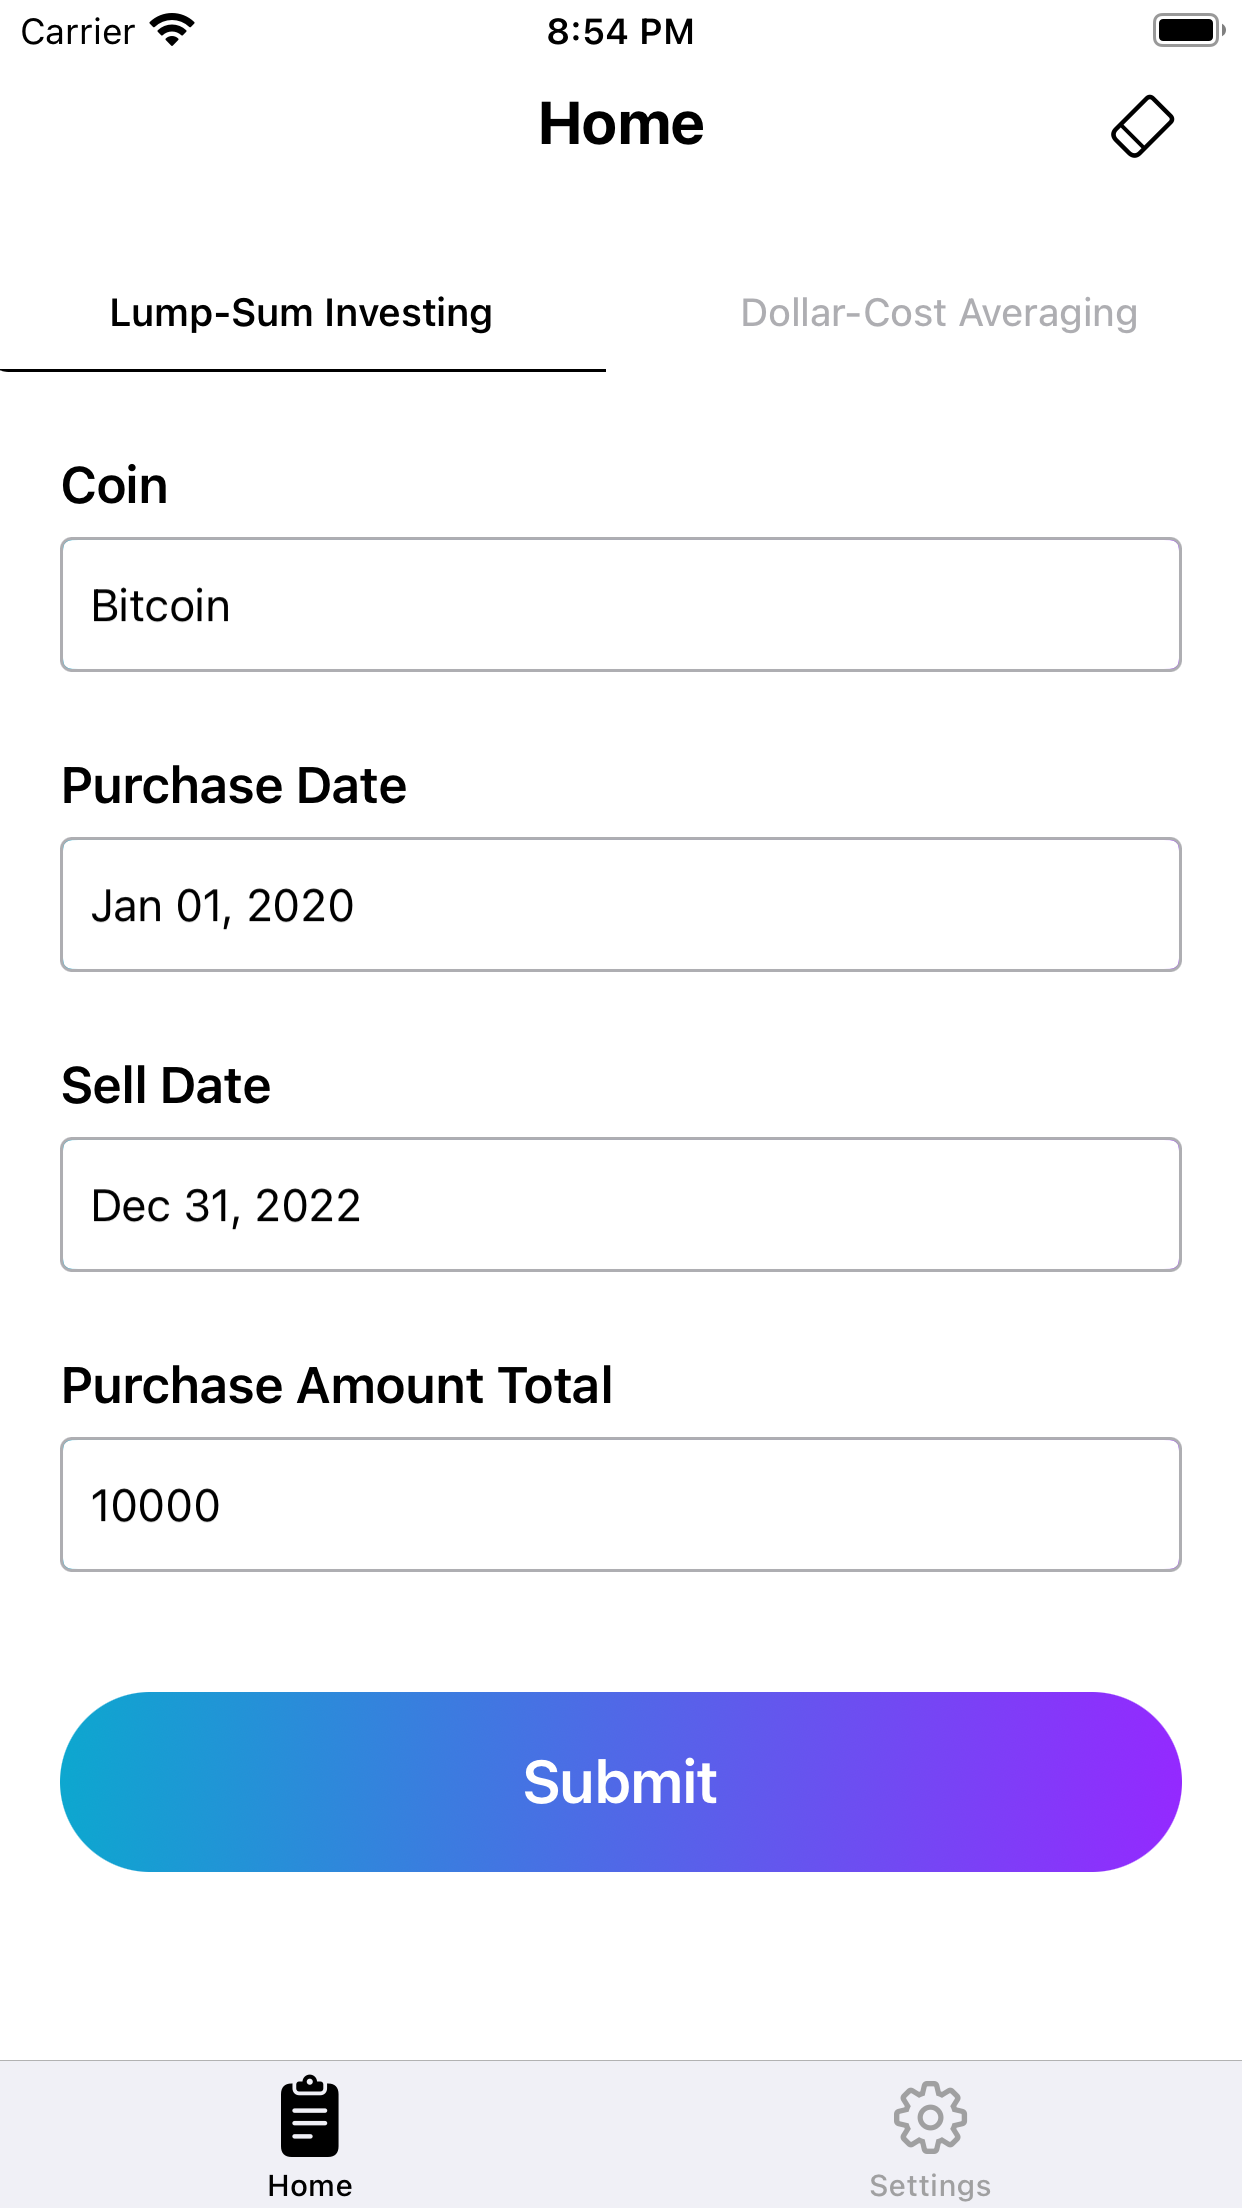 Carrier 8:54 PM
Home
Lump-Sum Investing Dollar-Cost Averaging
Coin
Bitcoin
Purchase Date
Jan 01, 2020
Sell Date
Dec 31, 2022
Purchase Amount Total
10000
Submit
Home Settings